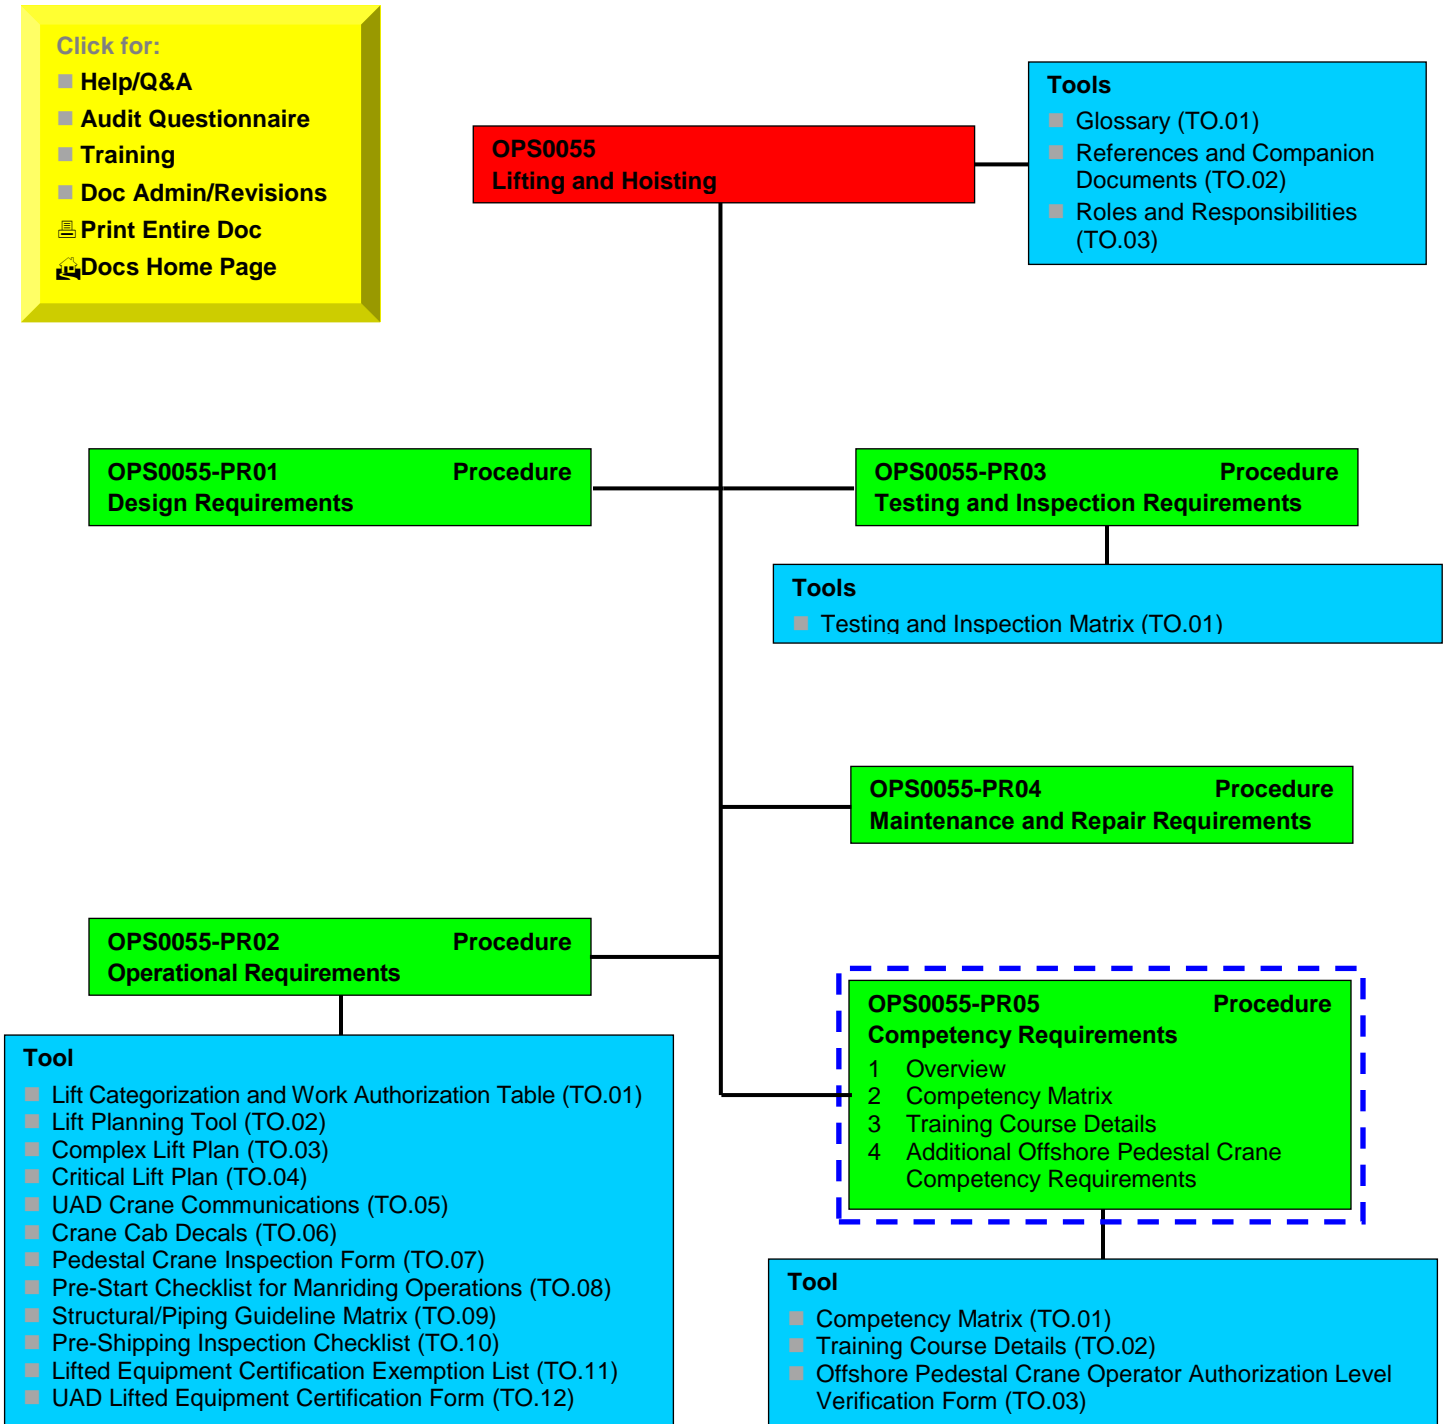 Click for:
Help/Q&A
Audit Questionnaire
Training
Doc Admin/Revisions
Print Entire Doc
Docs Home Page
OPS0055
Lifting and Hoisting
Tools
Glossary (TO.01)
References and Companion
Documents (TO.02)
Roles and Responsibilities
(TO.03)
OPS0055-PR01 Procedure
Design Requirements
OPS0055-PR03 Procedure
Testing and Inspection Requirements
Tools
Testing and Inspection Matrix (TO.01)
OPS0055-PR04 Procedure
Maintenance and Repair Requirements
OPS0055-PR02 Procedure
Operational Requirements
Tool
Lift Categorization and Work Authorization Table (TO.01)
Lift Planning Tool (TO.02)
Complex Lift Plan (TO.03)
Critical Lift Plan (TO.04)
UAD Crane Communications (TO.05)
Crane Cab Decals (TO.06)
Pedestal Crane Inspection Form (TO.07)
Pre-Start Checklist for Manriding Operations (TO.08)
Structural/Piping Guideline Matrix (TO.09)
Pre-Shipping Inspection Checklist (TO.10)
Lifted Equipment Certification Exemption List (TO.11)
UAD Lifted Equipment Certification Form (TO.12)
OPS0055-PR05 Procedure
Competency Requirements
1 Overview
2 Competency Matrix
3 Training Course Details
4 Additional Offshore Pedestal Crane
Competency Requirements
Tool
Competency Matrix (TO.01)
Training Course Details (TO.02)
Offshore Pedestal Crane Operator Authorization Level
Verification Form (TO.03)